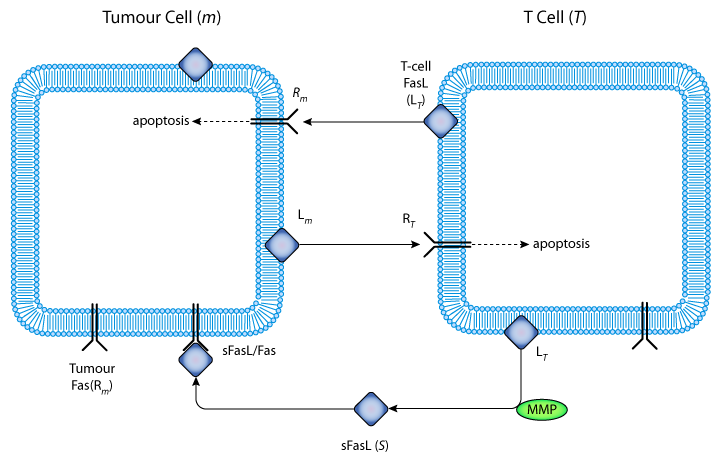 Tumour Cell (m)
T Cell (T)
T-cell
FasL
(L_T)
R_m
apoptosis
L_m
R_T
apoptosis
sFasL/Fas
L_T
Tumour
Fas(R_m)
MMP
sFasL (S)